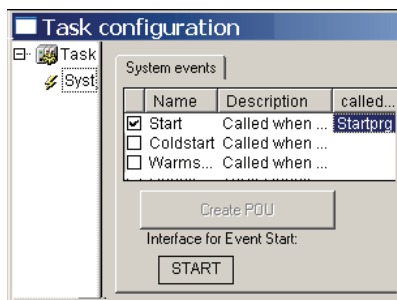 Task configuration
Task
Syst
System events
Name Description called...
Start Called when ... Startprg
Coldstart Called when ...
Warms... Called when ...
Create POU
Interface for Event Start:
START